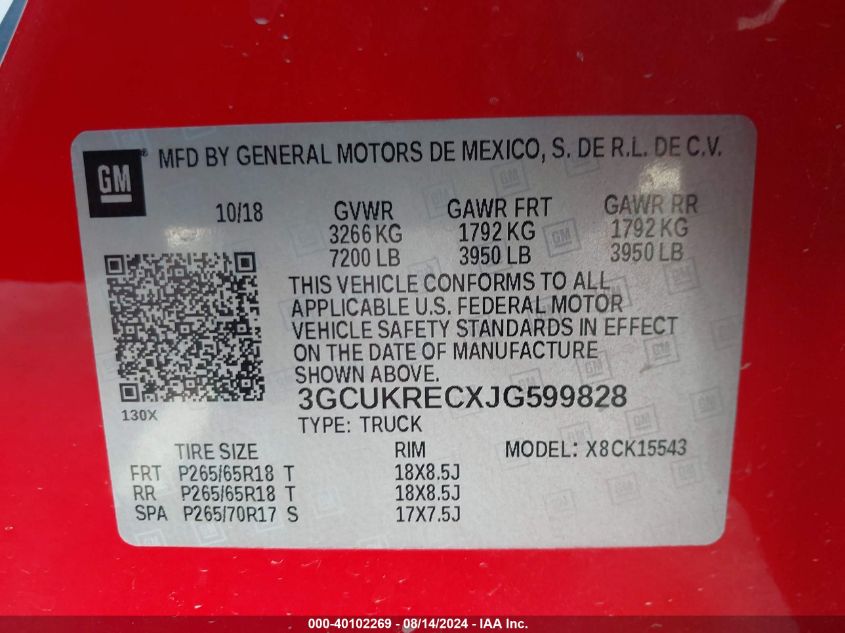 GM ® MFD BY GENERAL MOTORS DE MEXICO, S. DE R.L. DE C.V.
10/18 GVWR GAWR FRT GAWR RR
3266 KG 1792 KG 1792 KG
7200 LB 3950 LB 3950 LB
THIS VEHICLE CONFORMS TO ALL
APPLICABLE U.S. FEDERAL MOTOR
VEHICLE SAFETY STANDARDS IN EFFECT
ON THE DATE OF MANUFACTURE
SHOWN ABOVE.
3GCUKRECXJG599828
130X
TYPE: TRUCK
TIRE SIZE RIM MODEL: X8CK15543
FRT P265/65R18 T 18X8.5J
RR P265/65R18 T 18X8.5J
SPA P265/70R17 S 17X7.5J
000-40102269 - 08/14/2024 - IAA Inc.